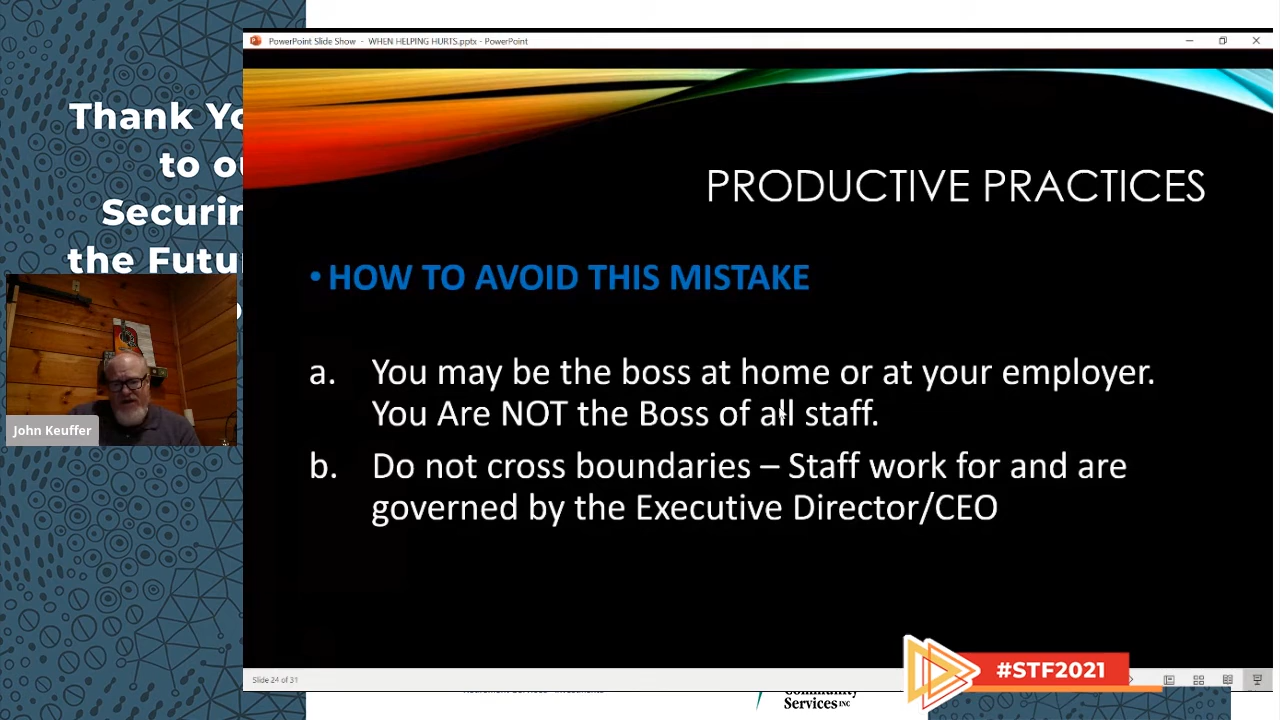 PowerPoint Slide Show - WHEN HELPING HURTS.pptx - PowerPoint
Thank Yo
to ou
Securin
the Futu
John Keuffer
PRODUCTIVE PRACTICES
• HOW TO AVOID THIS MISTAKE
a. You may be the boss at home or at your employer.
You Are NOT the Boss of all staff.
b. Do not cross boundaries – Staff work for and are
governed by the Executive Director/CEO
Slide 24 of 31
#STF2021
Community
Services INC